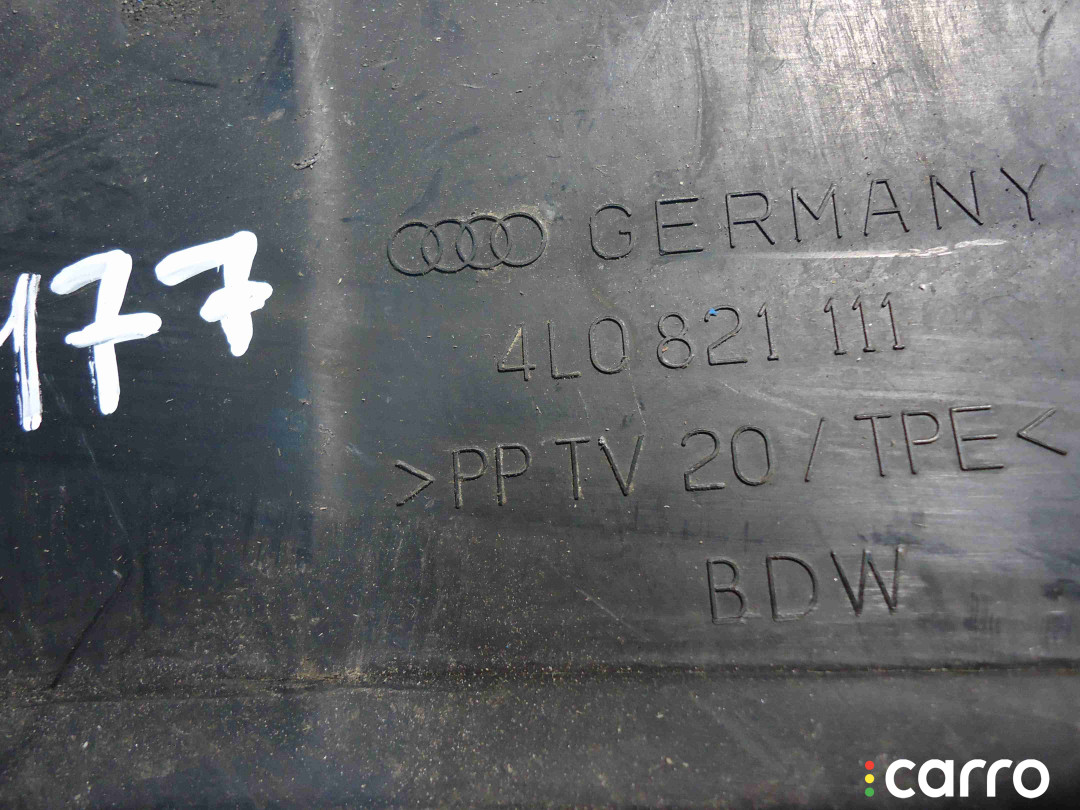 GERMANY
177
4L0 821 111
>PP TV 20 / TPE<
BDW
carro